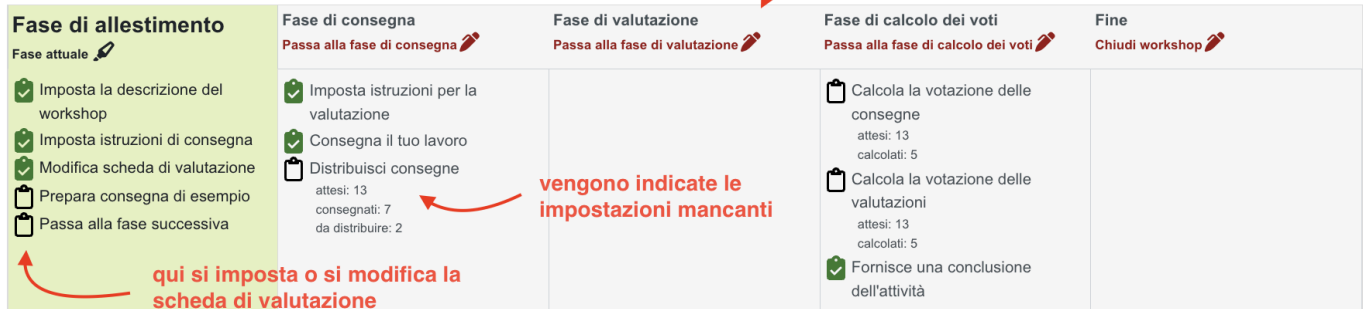 Fase di allestimento
Fase attuale
Imposta la descrizione del
workshop
Imposta istruzioni di consegna
Modifica scheda di valutazione
Prepara consegna di esempio
Passa alla fase successiva
qui si imposta o si modifica la
scheda di valutazione
Fase di consegna
Passa alla fase di consegna
Imposta istruzioni per la
valutazione
Consegna il tuo lavoro
Distribuisci consegne
attesi: 13
consegnati: 7
da distribuire: 2
vengono indicate le
impostazioni mancanti
Fase di valutazione
Passa alla fase di valutazione
Fase di calcolo dei voti
Passa alla fase di calcolo dei voti
Calcola la votazione delle
consegne
attesi: 13
calcolati: 5
Calcola la votazione delle
valutazioni
attesi: 13
calcolati: 5
Fornisce una conclusione
dell'attività
Fine
Chiudi workshop